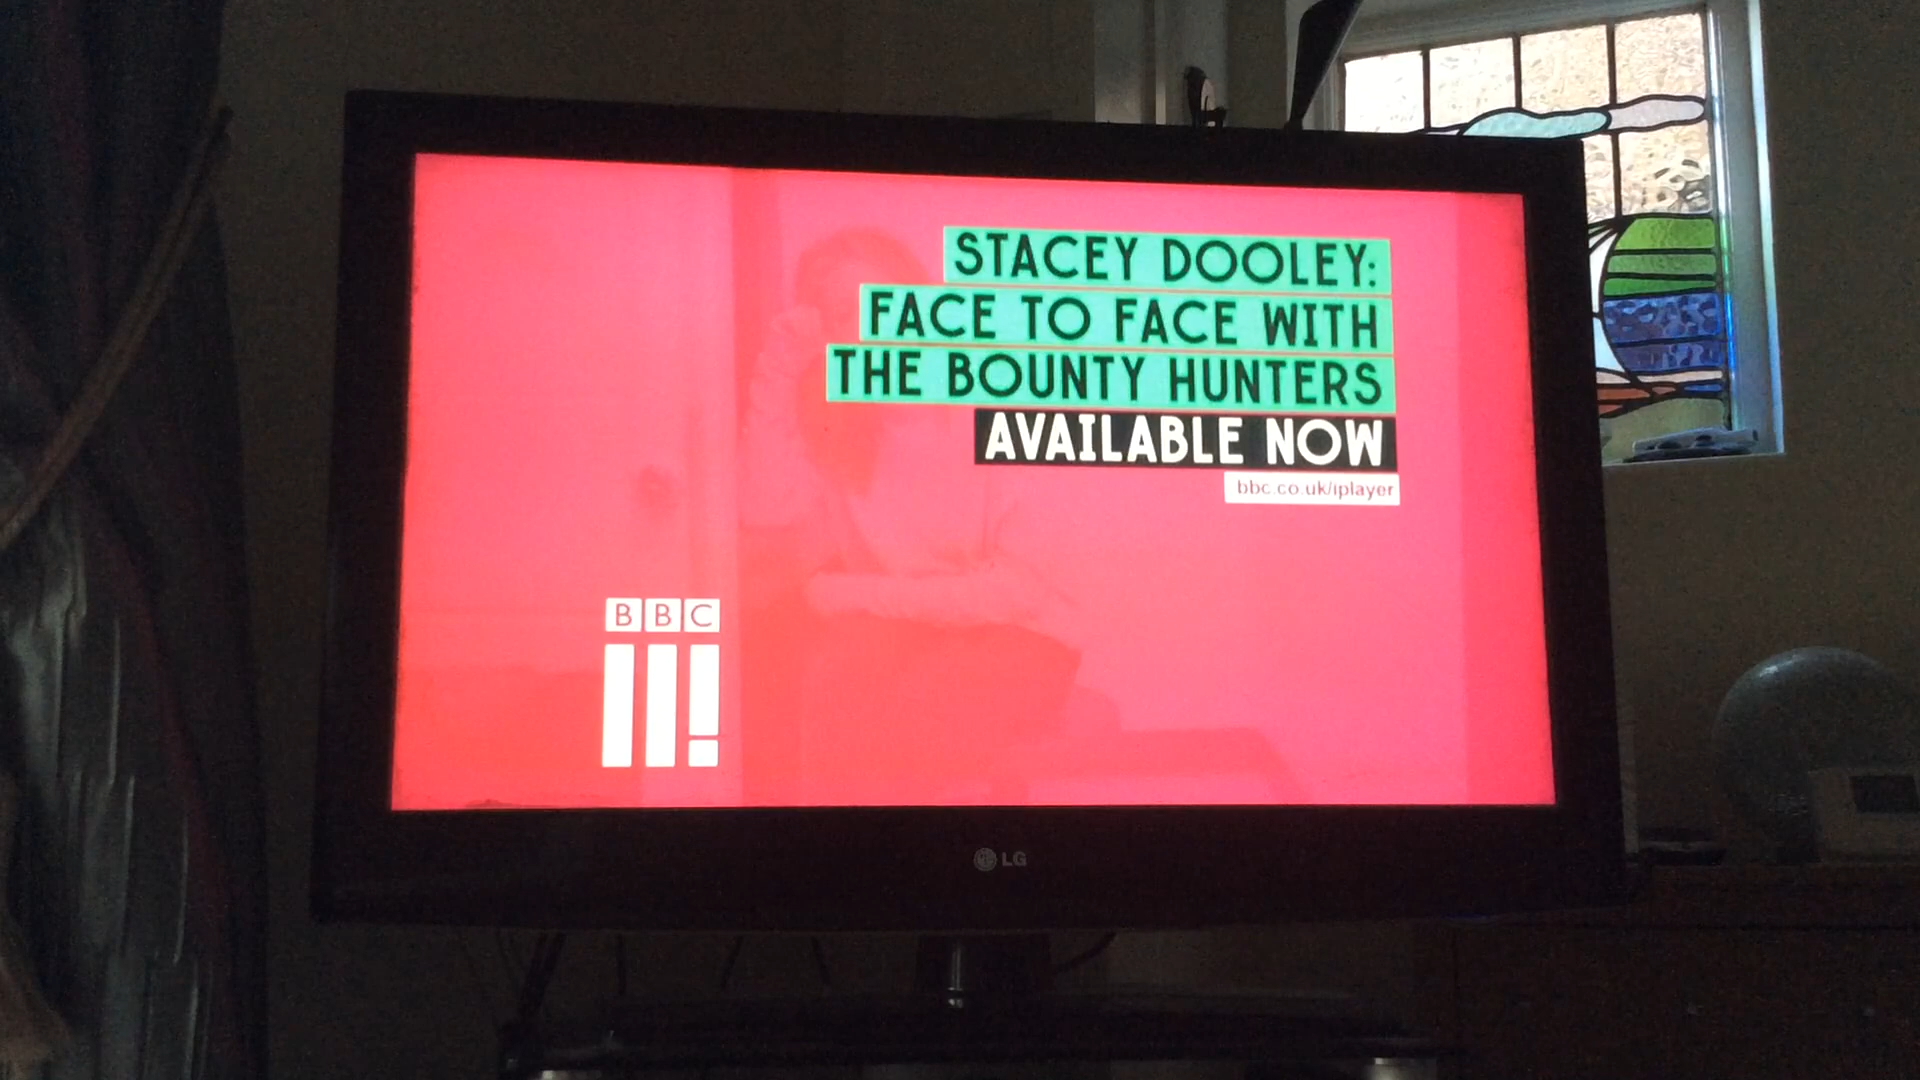 STACEY DOOLEY:
FACE TO FACE WITH
THE BOUNTY HUNTERS
AVAILABLE NOW
bbc.co.uk/iplayer
BBC
LG